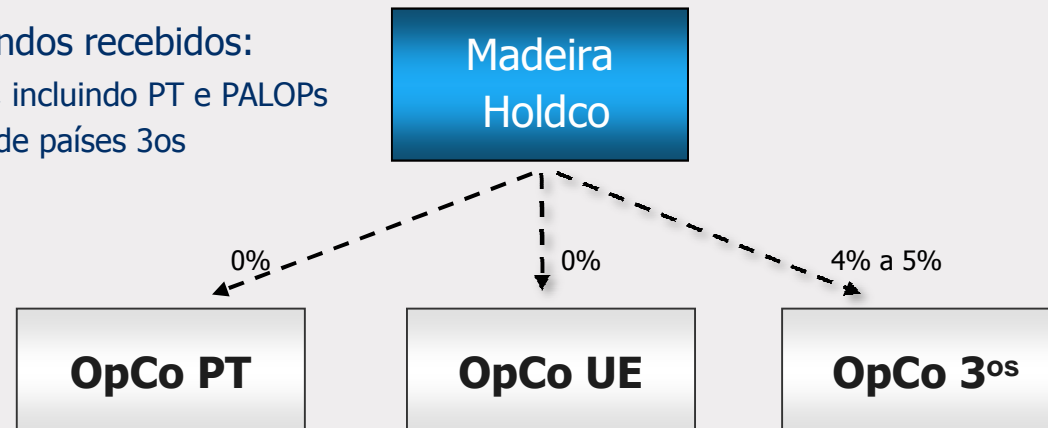 ndos recebidos:
incluindo PT e PALOPs
de países 3os
Madeira
Holdco
0%
0%
4% a 5%
OpCo PT
OpCo UE
OpCo 3os